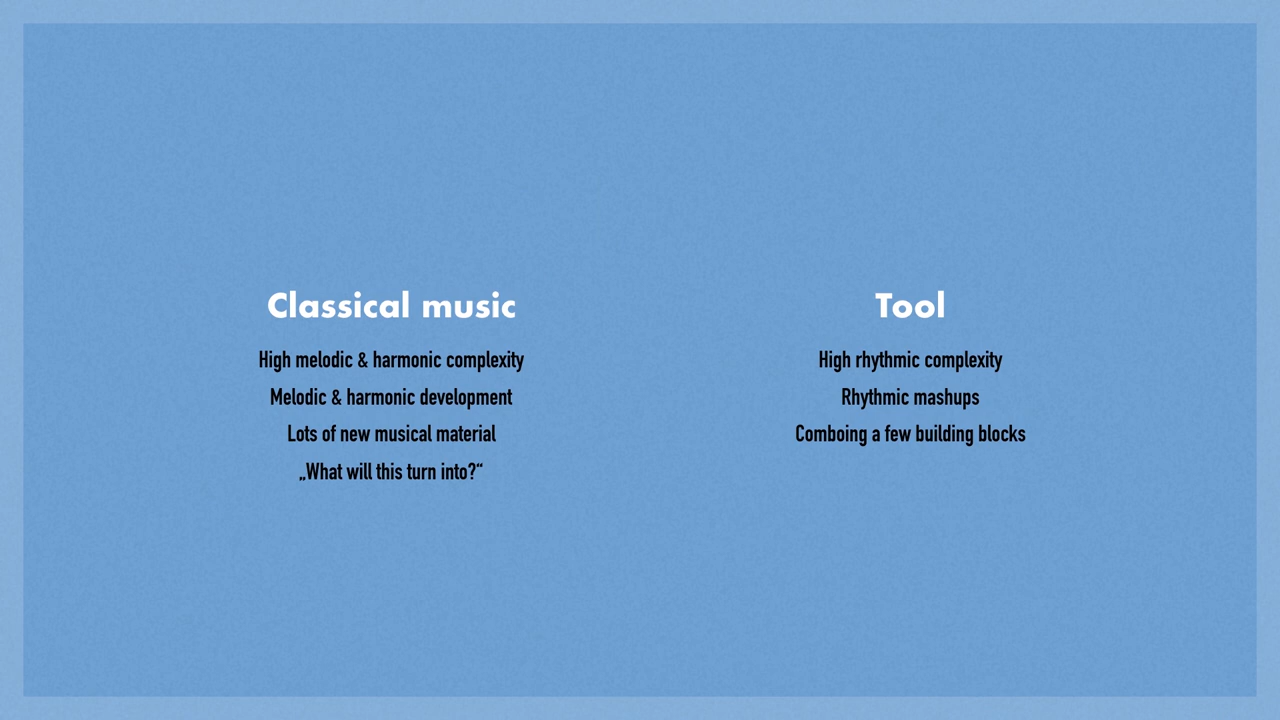 Classical music
High melodic & harmonic complexity
Melodic & harmonic development
Lots of new musical material
„What will this turn into?“
Tool
High rhythmic complexity
Rhythmic mashups
Comboing a few building blocks